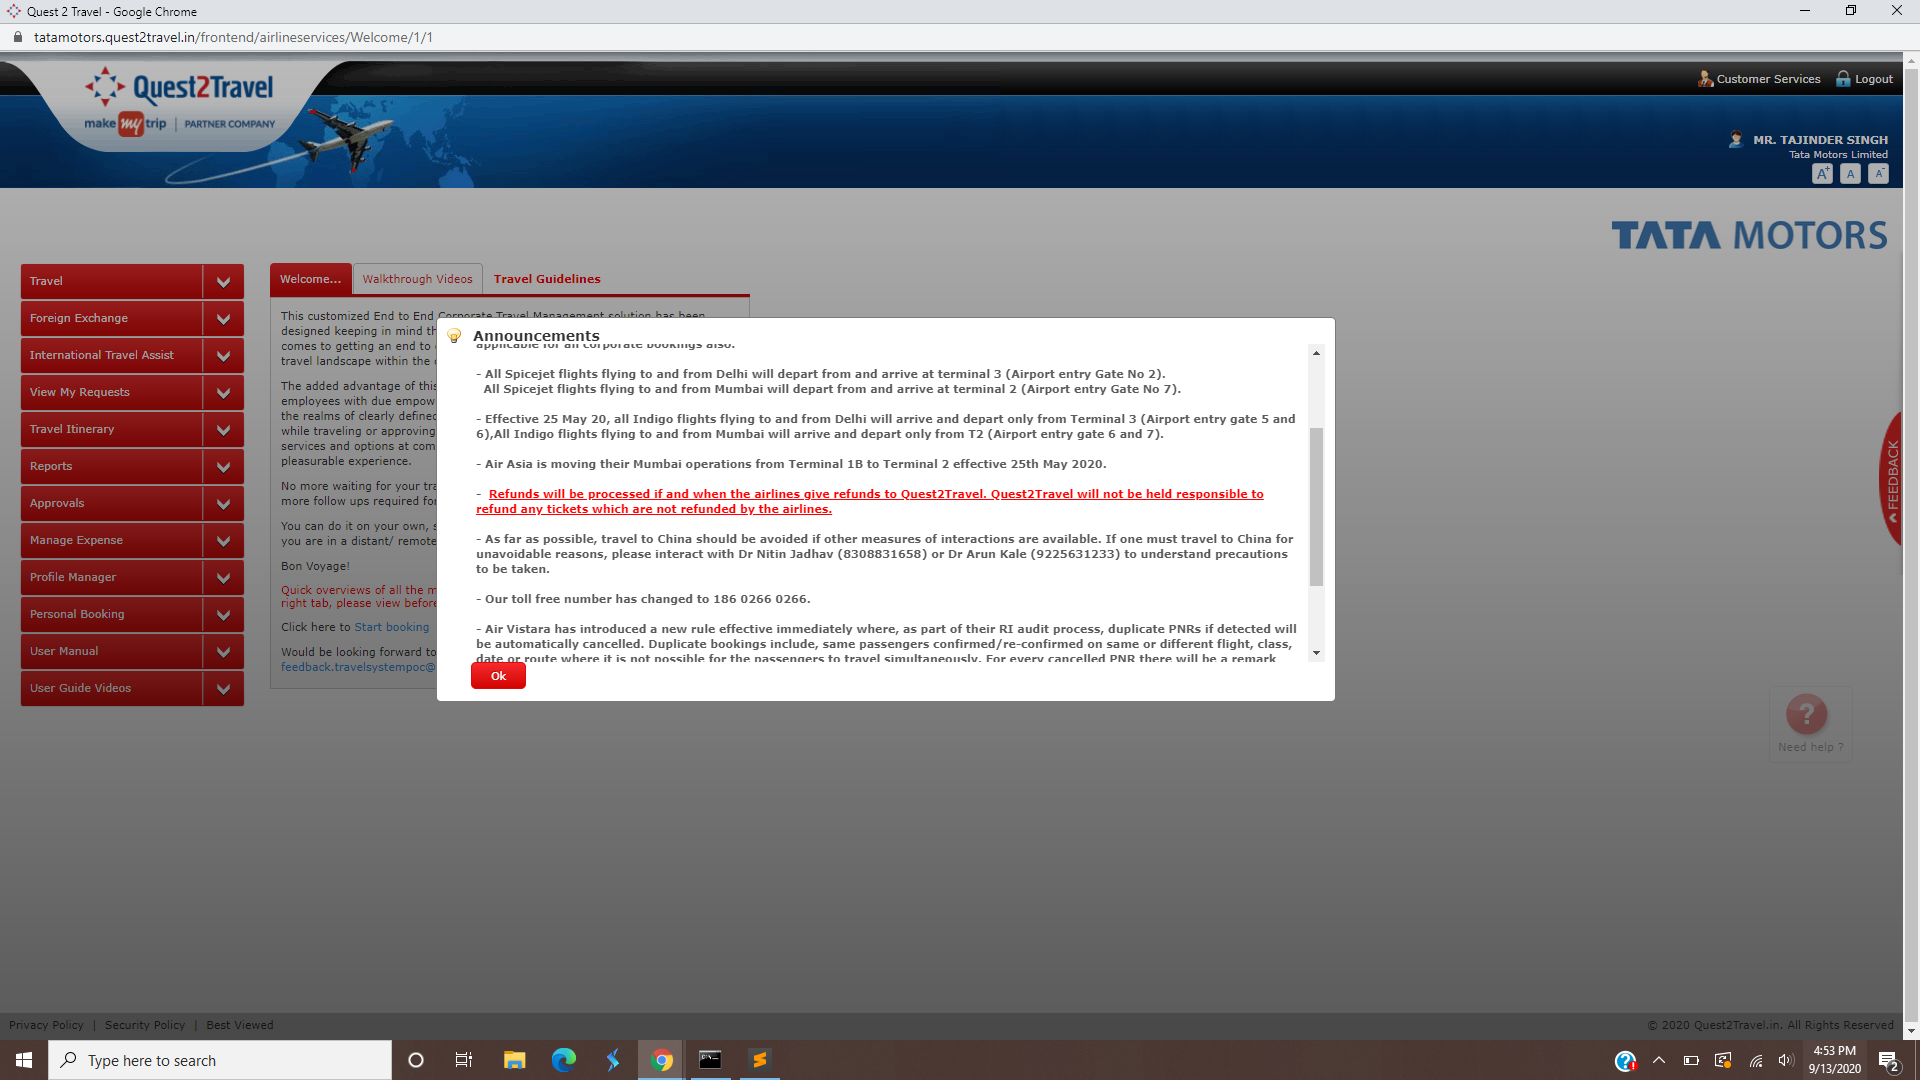 Quest 2 Travel - Google Chrome
tatamotors.quest2travel.in/frontend/airlineservices/Welcome/1/1
Quest2Travel
make my trip | PARTNER COMPANY
Customer Services
Logout
MR. TAJINDER SINGH
Tata Motors Limited
A+ A A-
TATA MOTORS
Travel
Foreign Exchange
International Travel Assist
View My Requests
Travel Itinerary
Reports
Approvals
Manage Expense
Profile Manager
Personal Booking
User Manual
User Guide Videos
Welcome...
Walkthrough Videos
Travel Guidelines
This customized End to End Corporate Travel Management solution has been
designed keeping in mind
comes to getting an end to
travel landscape within the
The added advantage of this
employees with due empow
the realms of clearly define
while traveling or approving
services and options at com
pleasurable experience.
No more waiting for your tra
more follow ups required for
You can do it on your own,
you are in a distant/ remote
Bon Voyage!
Quick overviews of all the m
right tab, please view before
Click here to Start booking
Would be looking forward to
feedback.travelsystempoc@
Announcements
applicable for all corporate bookings also.
- All Spicejet flights flying to and from Delhi will depart from and arrive at terminal 3 (Airport entry Gate No 2).
All Spicejet flights flying to and from Mumbai will depart from and arrive at terminal 2 (Airport entry Gate No 7).
- Effective 25 May 20, all Indigo flights flying to and from Delhi will arrive and depart only from Terminal 3 (Airport entry gate 5 and
6),All Indigo flights flying to and from Mumbai will arrive and depart only from T2 (Airport entry gate 6 and 7).
- Air Asia is moving their Mumbai operations from Terminal 1B to Terminal 2 effective 25th May 2020.
- Refunds will be processed if and when the airlines give refunds to Quest2Travel. Quest2Travel will not be held responsible to
refund any tickets which are not refunded by the airlines.
- As far as possible, travel to China should be avoided if other measures of interactions are available. If one must travel to China for
unavoidable reasons, please interact with Dr Nitin Jadhav (8308831658) or Dr Arun Kale (9225631233) to understand precautions
to be taken.
- Our toll free number has changed to 186 0266 0266.
- Air Vistara has introduced a new rule effective immediately where, as part of their RI audit process, duplicate PNRs if detected will
be automatically cancelled. Duplicate bookings include, same passengers confirmed/re-confirmed on same or different flight, class,
date or route where it is not possible for the passengers to travel simultaneously. For every cancelled PNR there will be a remark
Ok
FEEDBACK
?
Need help ?
Privacy Policy | Security Policy | Best Viewed
© 2020 Quest2Travel.in. All Rights Reserved
Type here to search
4:53 PM
9/13/2020
2